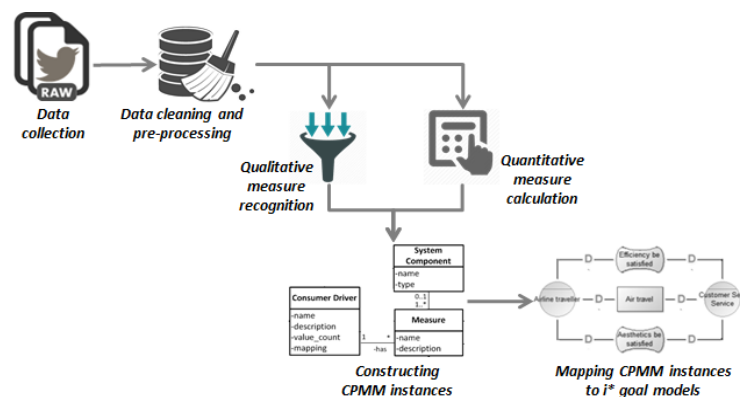 RAW
Data
collection
Data cleaning and
pre-processing
Qualitative
measure
recognition
Quantitative
measure
calculation
System
Component
-name
-type
0..1
1..*
Consumer Driver
-name
-description
-value_count
-mapping
1
*
-has
Measure
-name
-description
Constructing
CPMM instances
Efficiency be
satisfied
D
D
Airline traveller
D
Air travel
D
Customer Se
Service
D
D
Aesthetics be
satisfied
Mapping CPMM instances
to i* goal models